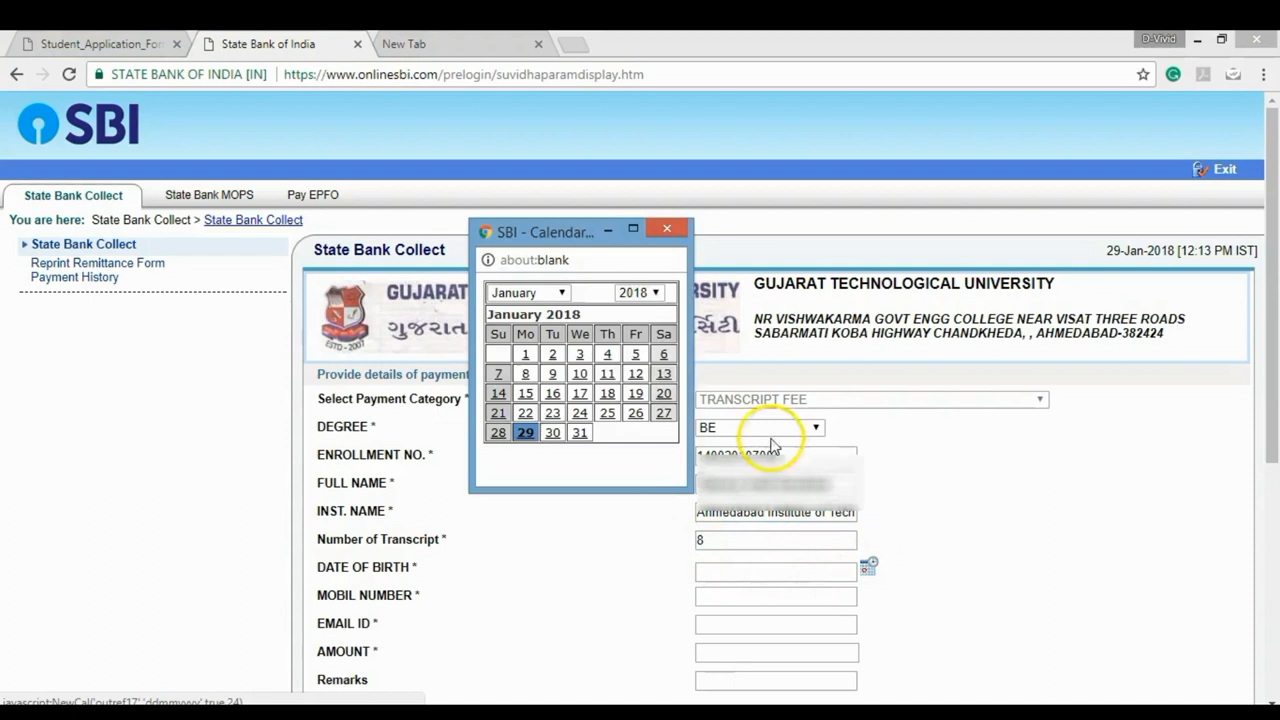 D-Vivid
Student_Application_For
State Bank of India
New Tab
STATE BANK OF INDIA [IN]
https://www.onlinesbi.com/prelogin/suvidhaparamdisplay.htm
SBI
Exit
State Bank Collect
State Bank MOPS
Pay EPFO
You are here: State Bank Collect > State Bank Collect
State Bank Collect
Reprint Remittance Form
Payment History
State Bank Collect
29-Jan-2018 [12:13 PM IST]
SBI - Calendar...
about:blank
January
2018
January 2018
Su Mo Tu We Th Fr Sa
1 2 3 4 5 6
7 8 9 10 11 12 13
14 15 16 17 18 19 20
21 22 23 24 25 26 27
28 29 30 31
ESTD - 2007
GUJARAT TECHNOLOGICAL UNIVERSITY
NR VISHWAKARMA GOVT ENGG COLLEGE NEAR VISAT THREE ROADS
SABARMATI KOBA HIGHWAY CHANDKHEDA, , AHMEDABAD-382424
Provide details of payment
Select Payment Category *
TRANSCRIPT FEE
DEGREE *
BE
ENROLLMENT NO. *
FULL NAME *
INST. NAME *
Ahmedabad Institute of Tech
Number of Transcript *
8
DATE OF BIRTH *
MOBIL NUMBER *
EMAIL ID *
AMOUNT *
Remarks
javascript:NewCal('outref17','ddmmyyyy',true,24)